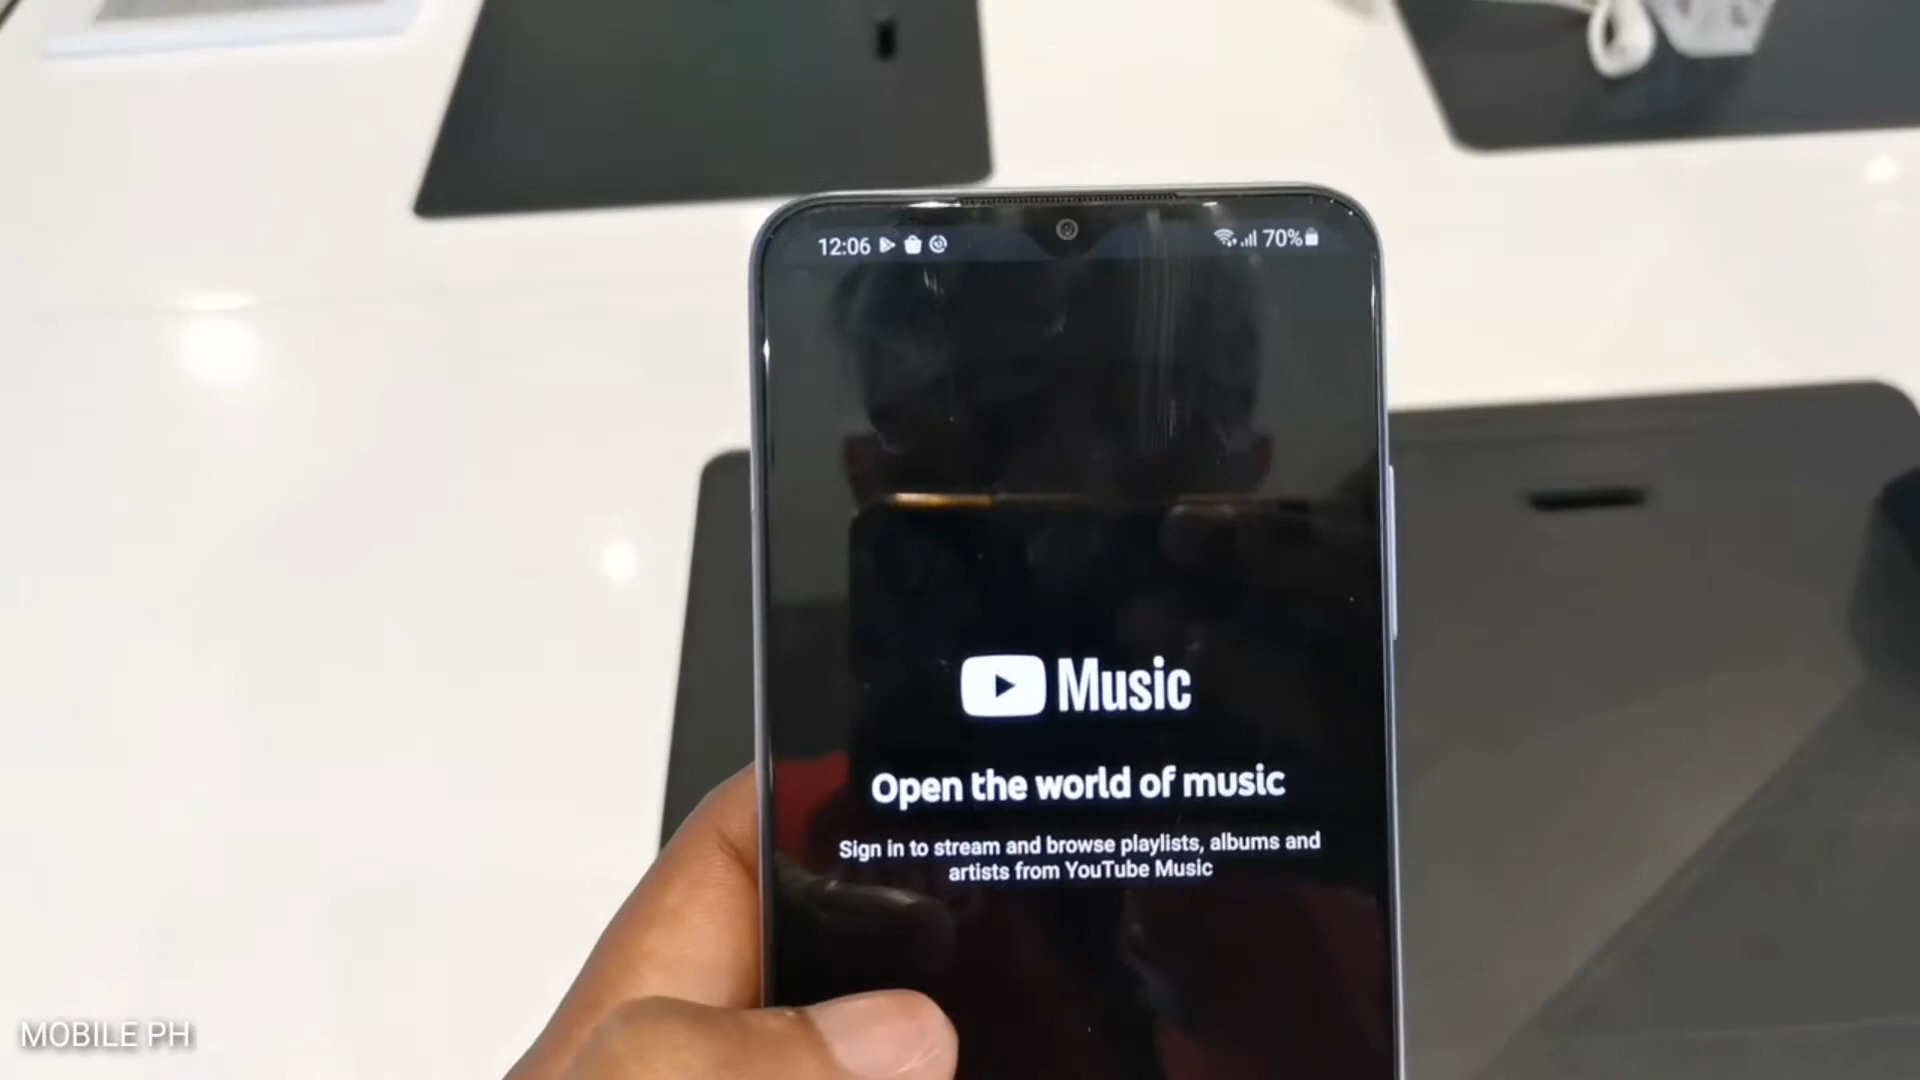 12:06
70%
Music
Open the world of music
Sign in to stream and browse playlists, albums and
artists from YouTube Music
MOBILE PH